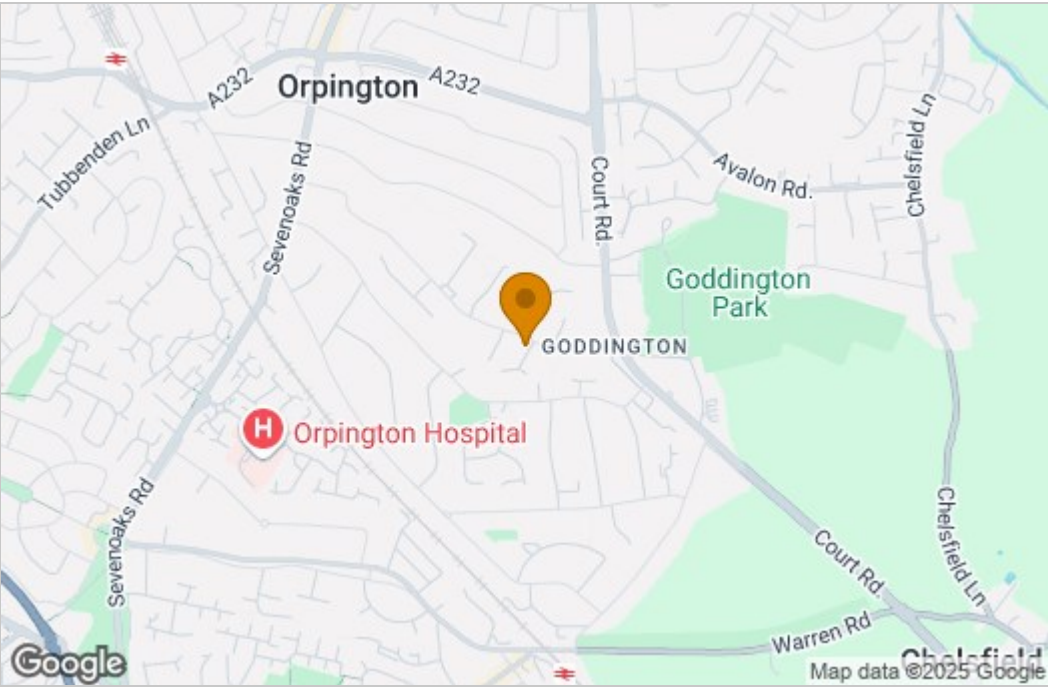 Orpington
A232
A232
Tubbenden Ln
Sevenoaks Rd
Court Rd.
Avalon Rd.
Chelsfield Ln
Goddington
Park
GODDINGTON
H
Orpington Hospital
Sevenoaks Rd
Court Rd.
Chelsfield Ln
Warren Rd
Chelsfield
Google
Map data ©2025 Google